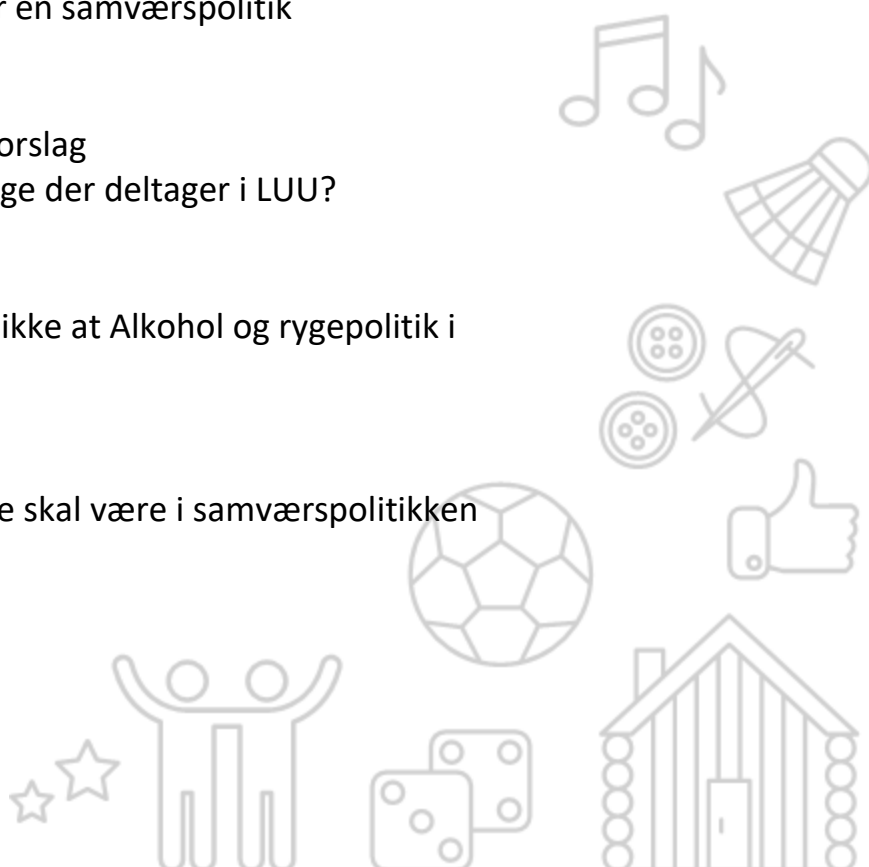 r en samværspolitik
orslag
ge der deltager i LUU?
ikke at Alkohol og rygepolitik i
e skal være i samværspolitikken